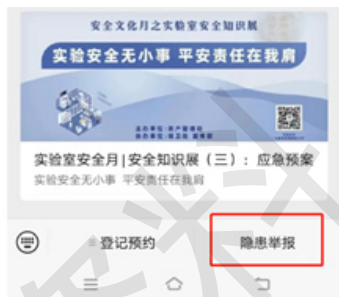 安全文化月之实验室安全知识展
实验安全无小事 平安责任在我肩
实验室安全月|安全知识展（三）：应急预案
实验安全无小事 平安责任在我肩
登记预约
隐患举报